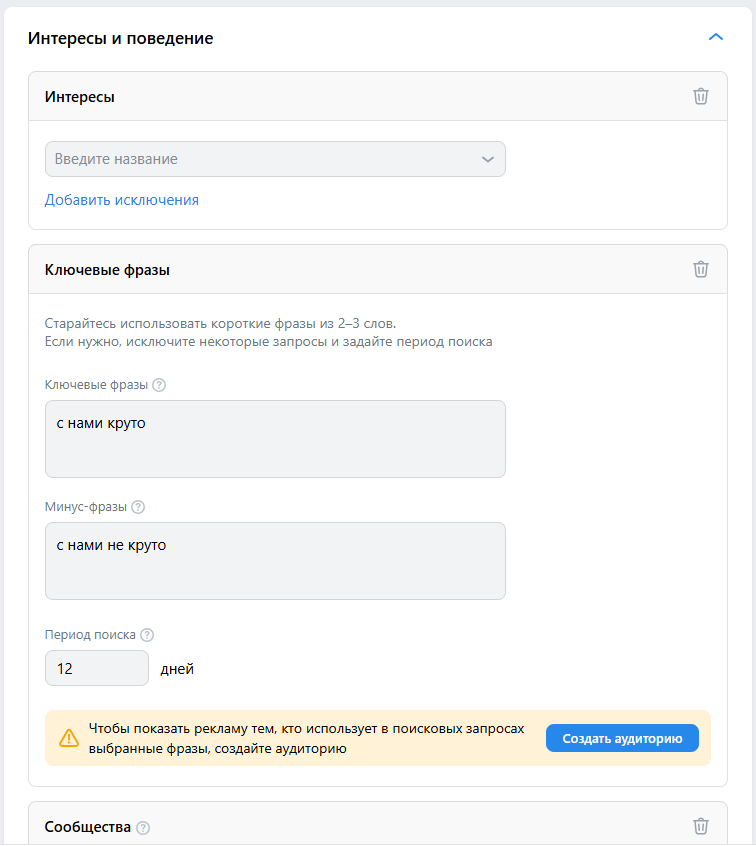 Интересы и поведение
Интересы
Введите название
Добавить исключения
Ключевые фразы
Старайтесь использовать короткие фразы из 2–3 слов.
Если нужно, исключите некоторые запросы и задайте период поиска
Ключевые фразы ?
с нами круто
Минус-фразы ?
с нами не круто
Период поиска ?
12 дней
Чтобы показать рекламу тем, кто использует в поисковых запросах
выбранные фразы, создайте аудиторию
Создать аудиторию
Сообщества ?